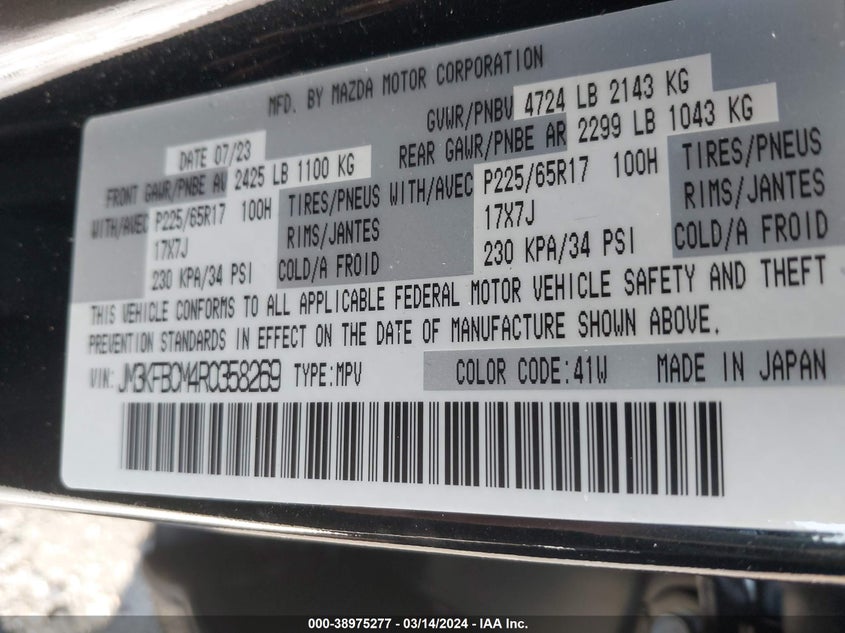 MFD. BY MAZDA MOTOR CORPORATION
DATE 07/23 GVWR/PNBV 4724 LB 2143 KG
FRONT GAWR/PNBE AV 2425 LB 1100 KG REAR GAWR/PNBE AR 2299 LB 1043 KG
WITH/AVEC P225/65R17 100H TIRES/PNEUS WITH/AVEC P225/65R17 100H TIRES/PNEUS
17X7J RIMS/JANTES 17X7J RIMS/JANTES
230 KPA/34 PSI COLD/A FROID 230 KPA/34 PSI COLD/A FROID
THIS VEHICLE CONFORMS TO ALL APPLICABLE FEDERAL MOTOR VEHICLE SAFETY AND THEFT
PREVENTION STANDARDS IN EFFECT ON THE DATE OF MANUFACTURE SHOWN ABOVE.
VIN: JM3KFBCM4R0358269 TYPE:MPV COLOR CODE:41W MADE IN JAPAN
000-38975277 - 03/14/2024 - IAA Inc.